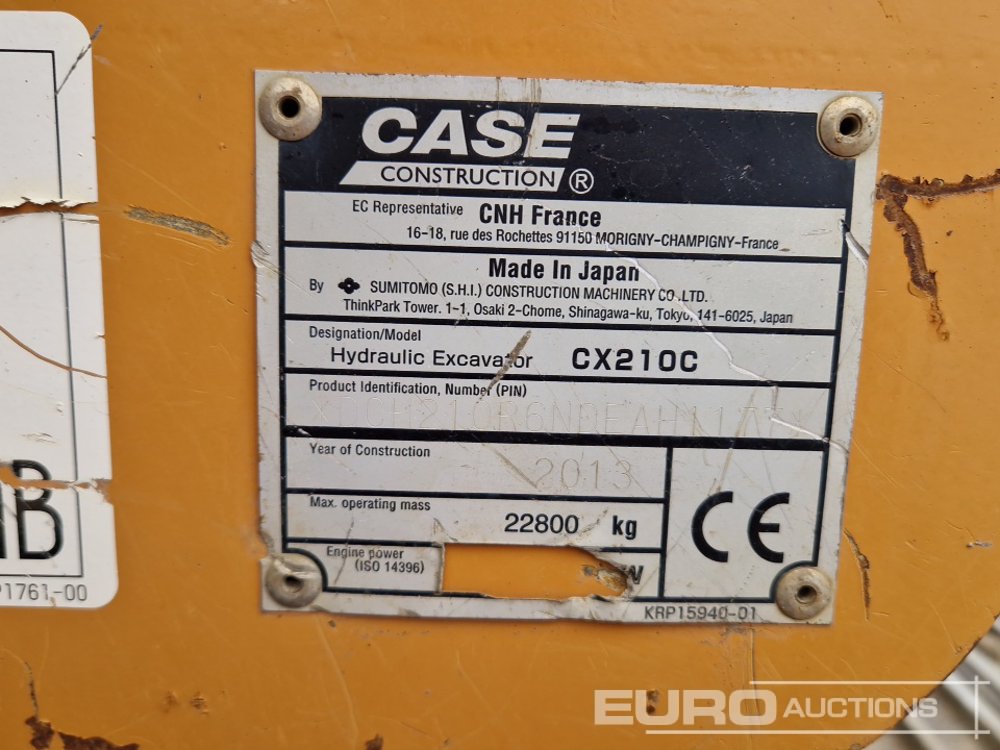 CASE
CONSTRUCTION ®
EC Representative CNH France
16-18, rue des Rochettes 91150 MORIGNY-CHAMPIGNY-France
Made In Japan
By SUMITOMO (S.H.I.) CONSTRUCTION MACHINERY CO.,LTD.
ThinkPark Tower. 1-1, Osaki 2-Chome, Shinagawa-ku, Tokyo, 141-6025, Japan
Designation/Model
Hydraulic Excavator CX210C
Product Identification, Number (PIN)
Year of Construction
2013
Max. operating mass
22800 kg
Engine power
(ISO 14396)
CE
KRP15940-01
B
1761-00
EURO AUCTIONS